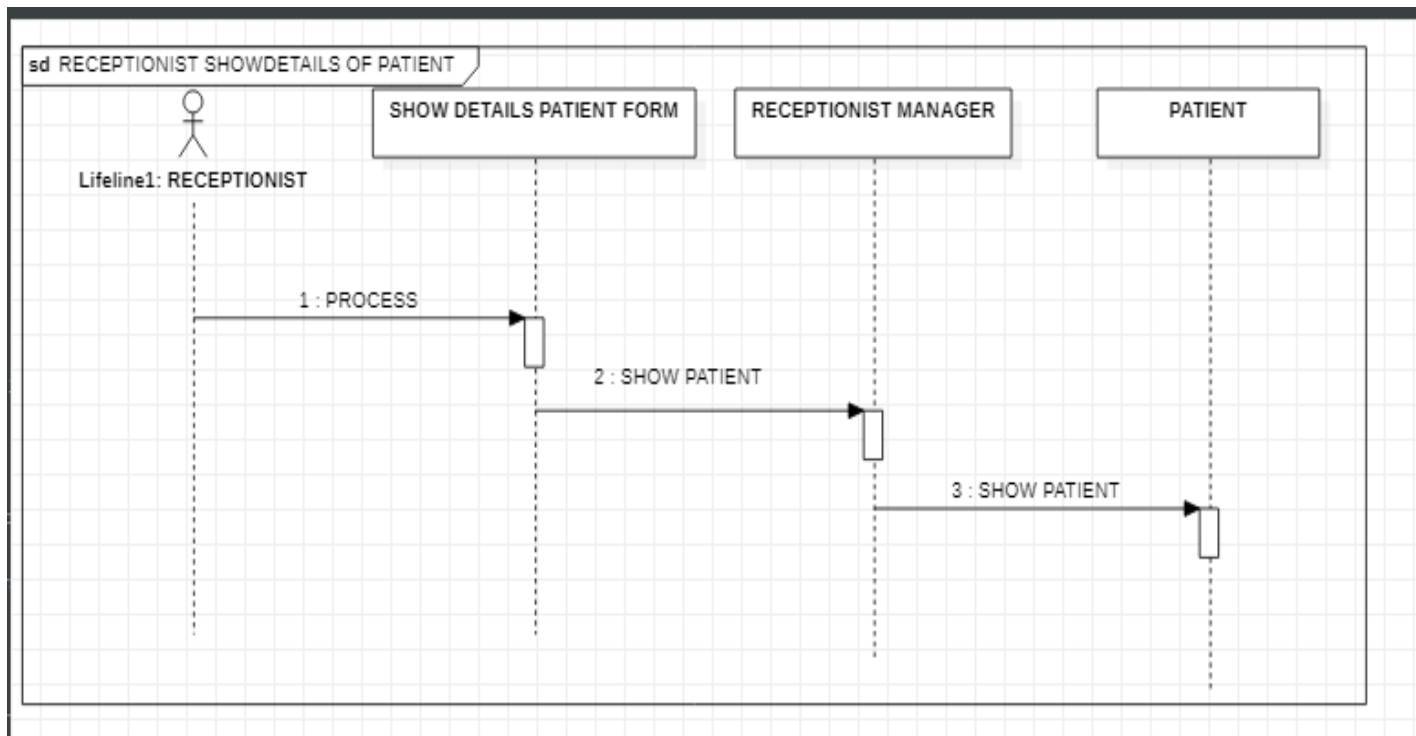 sd RECEPTIONIST SHOWDETAILS OF PATIENT
SHOW DETAILS PATIENT FORM
RECEPTIONIST MANAGER
PATIENT
Lifeline1: RECEPTIONIST
1 : PROCESS
2 : SHOW PATIENT
3 : SHOW PATIENT